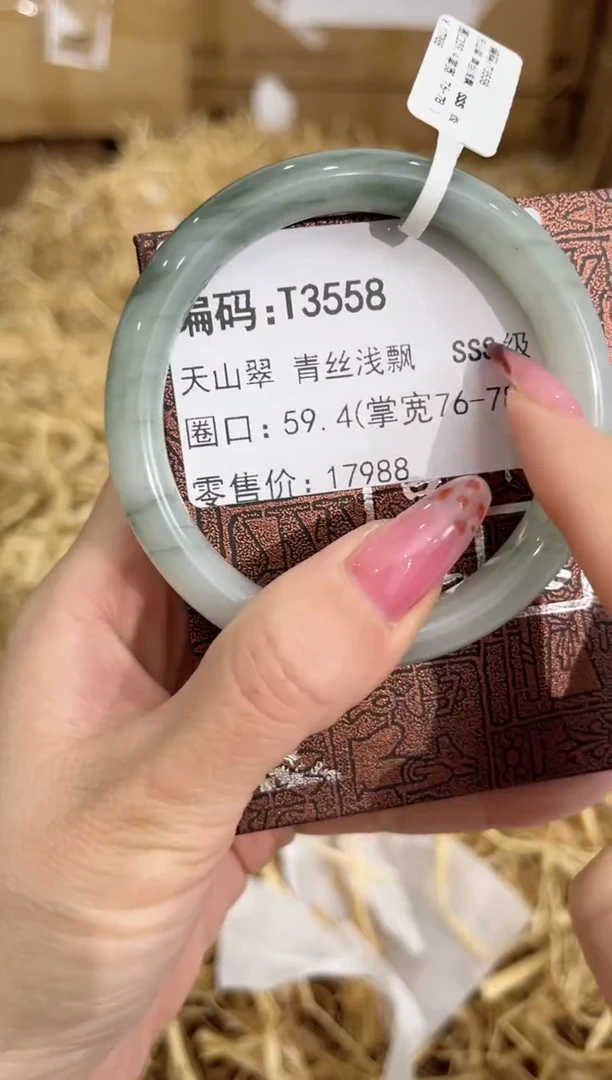 编码:T3558
天山翠 青丝浅飘 SSS级
圈口: 59.4(掌宽76-7
零售价: 17988